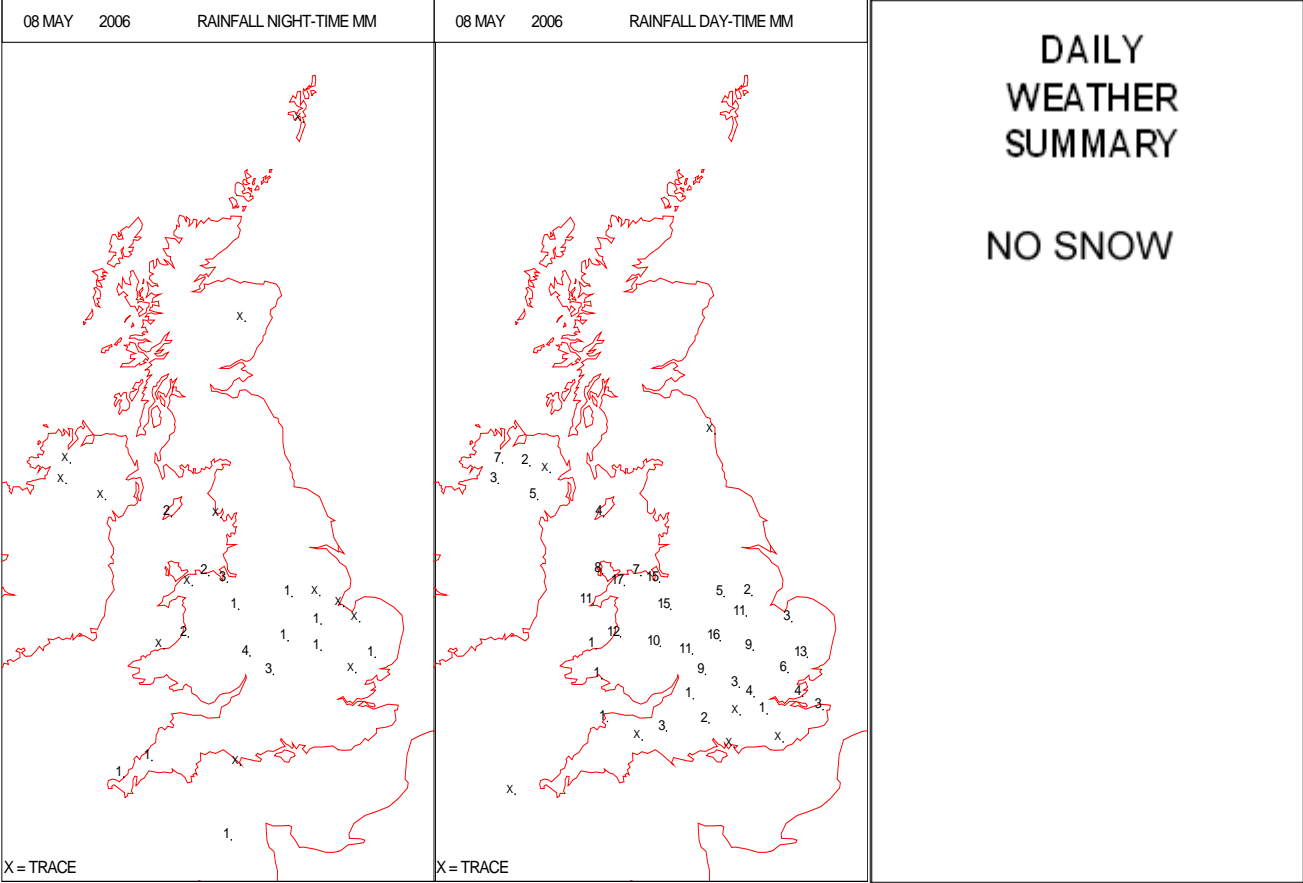 08 MAY 2006 RAINFALL NIGHT-TIME MM
X.
X.
X.
X.
X.
2.
X.
2.
X.
3.
1.
1.
X.
X.
1.
X.
2.
X.
1.
1.
4.
1.
3.
X.
1.
1
X.
1.
X = TRACE
08 MAY 2006 RAINFALL DAY-TIME MM
X.
7.
2.
X.
3.
5.
4.
8.
7.
17.
15.
5.
2.
11.
15.
11.
3.
12.
16.
1.
10.
11.
9.
13.
9.
6.
1.
3.
1.
4.
4.
3.
1.
X.
1.
2.
3.
X.
X.
X.
X.
X = TRACE
DAILY
WEATHER
SUMMARY
NO SNOW